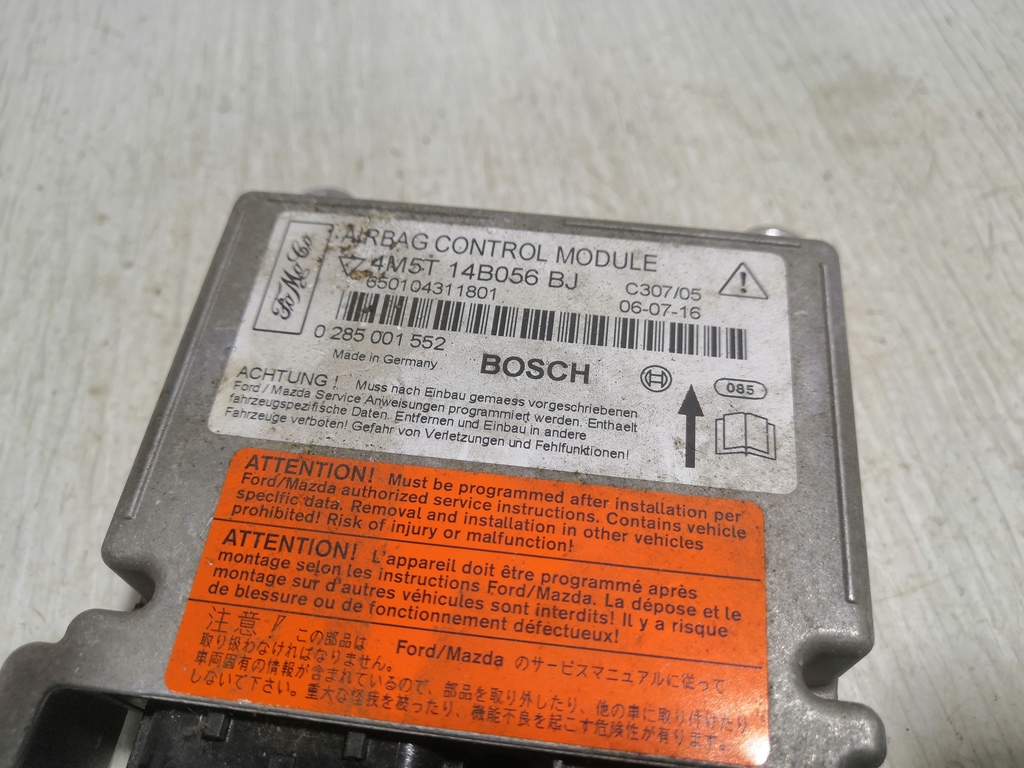 FoMoCo
AIRBAG CONTROL MODULE
4M5T 14B056 BJ
C307/05
650104311801
06-07-16
0 285 001 552
Made in Germany
BOSCH
085
ACHTUNG ! Muss nach Einbau gemaess vorgeschriebenen
Ford/Mazda Service Anweisungen programmiert werden. Enthaelt
fahrzeugspezifische Daten. Entfernen und Einbau in andere
Fahrzeuge verboten! Gefahr von Verletzungen und Fehlfunktionen!
ATTENTION! Must be programmed after installation per
Ford/Mazda authorized service instructions. Contains vehicle
specific data. Removal and installation in other vehicles
prohibited! Risk of injury or malfunction!
ATTENTION! L'appareil doit être programmé après
montage selon les instructions Ford/Mazda. La dépose et le
montage sur d'autres véhicules sont interdits! Il y a risque
de blessure ou de fonctionnement défectueux!
注意! この部品は Ford/Mazda のサービスマニュアルに従って
取り扱わなければなりません。
車両固有の情報が含まれているので、部品を取り外したり、他の車に取り付けたり
しないで下さい。重大な怪我を被ったり、機能不良を起こす危険性が有ります。